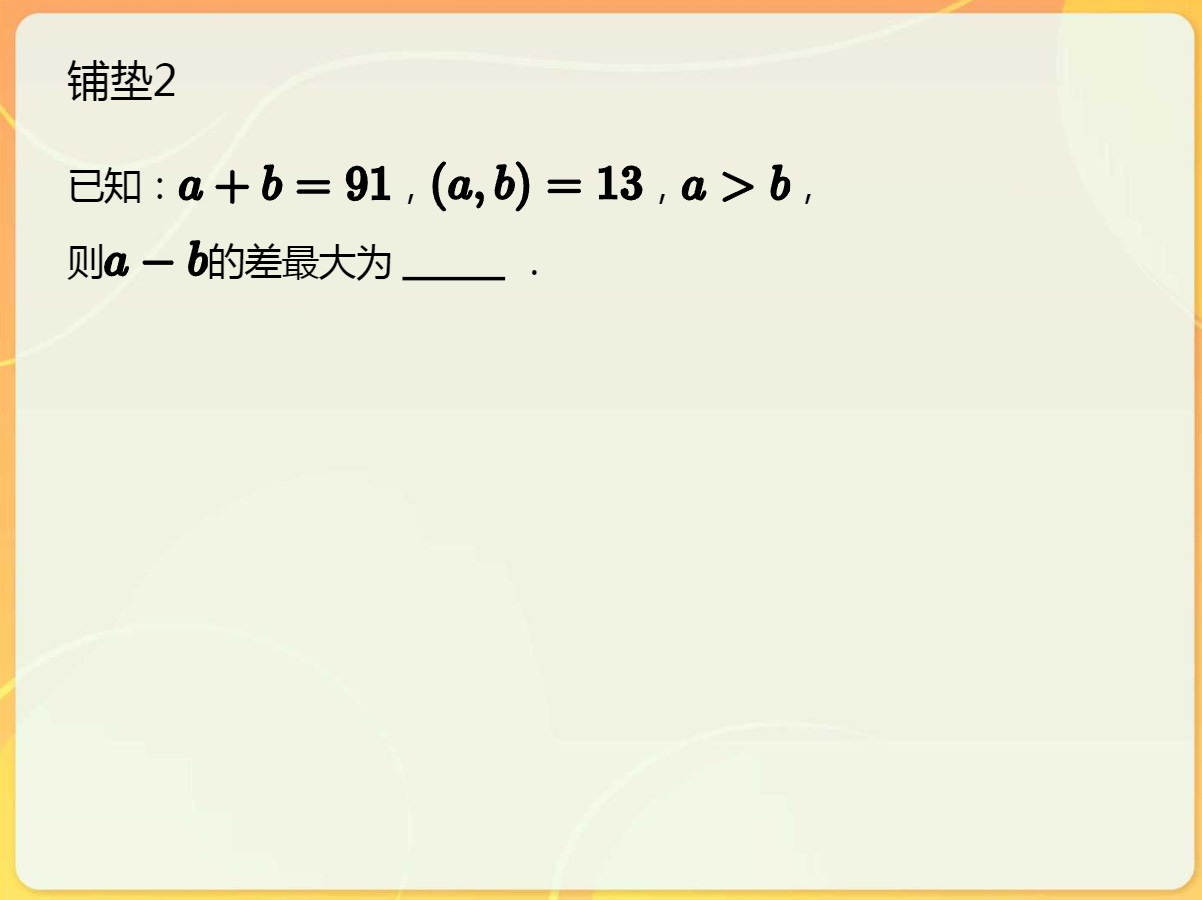 铺垫2
已知：a + b = 91，(a, b) = 13，a > b，
则a − b的差最大为 ______ ．